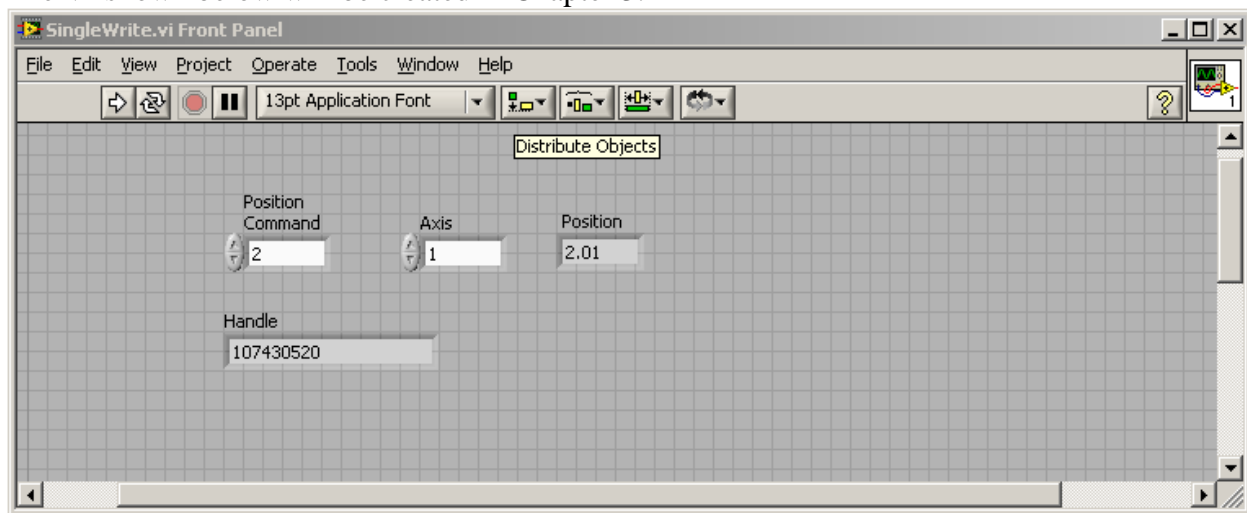 SingleWrite.vi Front Panel
File Edit View Project Operate Tools Window Help
13pt Application Font
1
Distribute Objects
Position
Command
Axis
Position
2
1
2.01
Handle
107430520